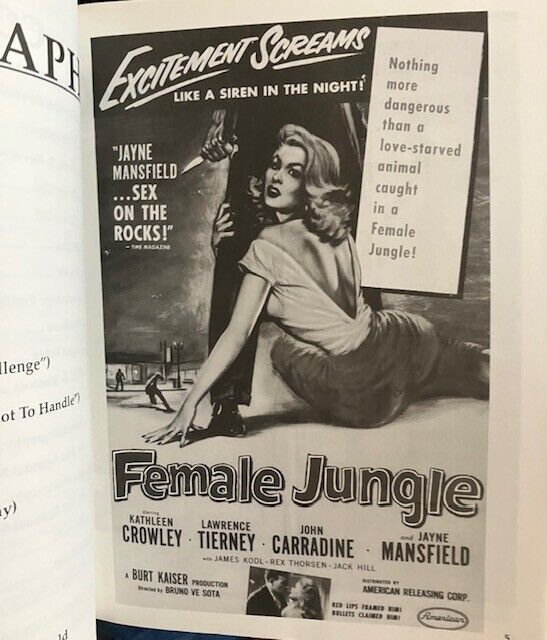 APH
llenge")
ot To Handle")
ay)
ld
EXCITEMENT SCREAMS
LIKE A SIREN IN THE NIGHT!
Nothing
more
dangerous
than a
love-starved
animal
caught
in a
Female
Jungle!
"JAYNE
MANSFIELD
...SEX
ON THE
ROCKS!"
— TIME MAGAZINE
Female Jungle
starring
KATHLEEN CROWLEY · LAWRENCE TIERNEY · JOHN CARRADINE · and JAYNE MANSFIELD
with JAMES KODL · REX THORSEN · JACK HILL
A BURT KAISER PRODUCTION
Directed by BRUNO VE SOTA
DISTRIBUTED BY
AMERICAN RELEASING CORP.
RED LIPS FRAMED HIM!
BULLETS CLAIMED HIM!
American